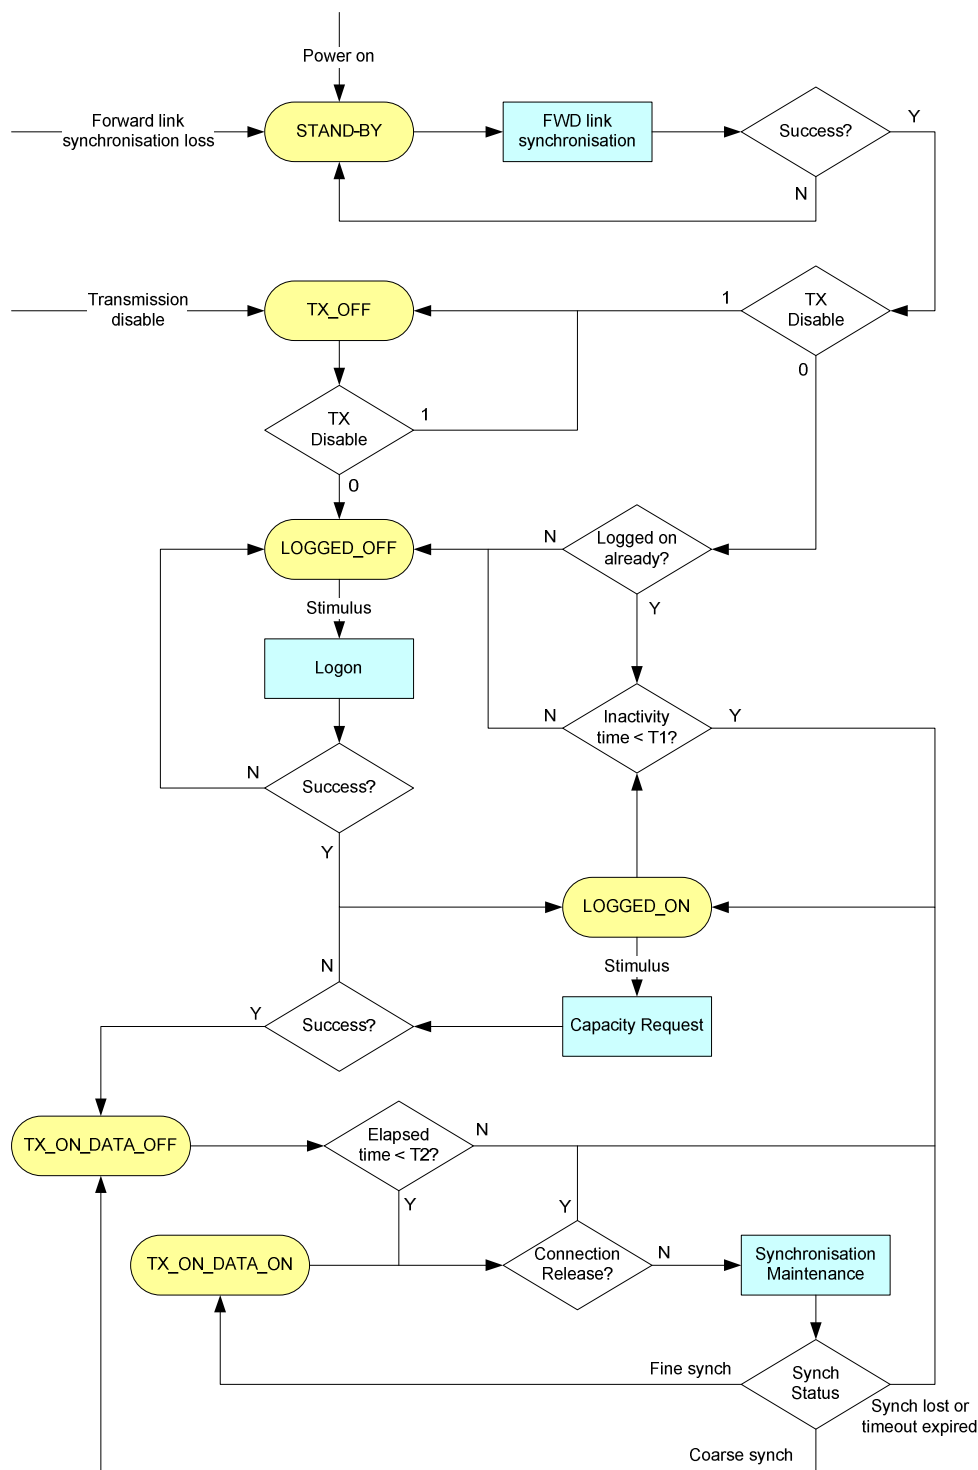 Power on
Forward link
synchronisation loss
STAND-BY
FWD link
synchronisation
Success?
Y
N
Transmission
disable
TX_OFF
1
TX
Disable
0
TX
Disable
1
0
LOGGED_OFF
N
Logged on
already?
Y
Stimulus
Logon
N
Inactivity
time < T1?
Y
N
Success?
Y
LOGGED_ON
Stimulus
N
Y
Success?
Capacity Request
TX_ON_DATA_OFF
Elapsed
time < T2?
N
Y
Y
TX_ON_DATA_ON
Connection
Release?
N
Synchronisation
Maintenance
Fine synch
Synch
Status
Synch lost or
timeout expired
Coarse synch